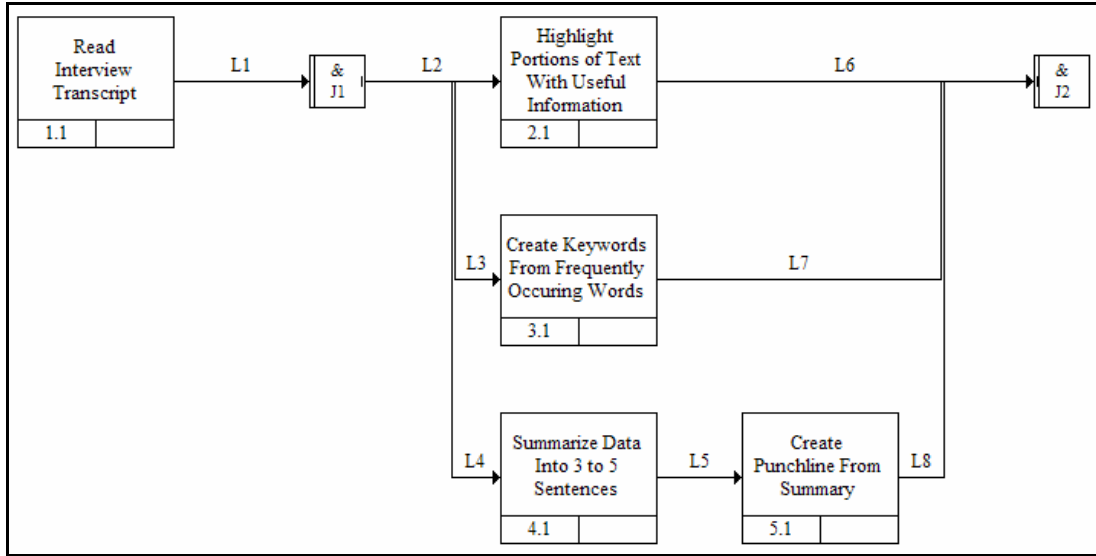 Read
Interview
Transcript
1.1
L1
&
J1
L2
Highlight
Portions of Text
With Useful
Information
2.1
L6
&
J2
L3
Create Keywords
From Frequently
Occuring Words
3.1
L7
L4
Summarize Data
Into 3 to 5
Sentences
4.1
L5
Create
Punchline From
Summary
5.1
L8